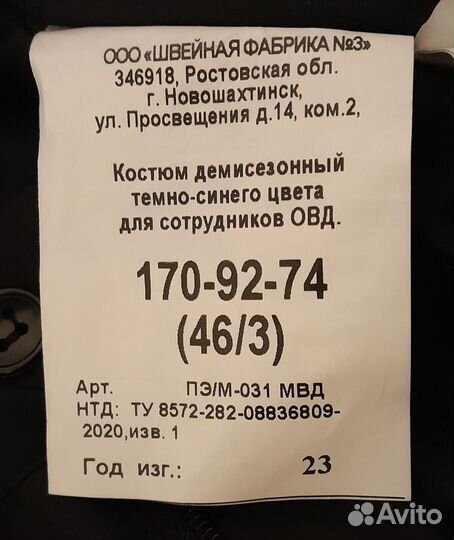 ООО «ШВЕЙНАЯ ФАБРИКА №3»
346918, Ростовская обл.
г. Новошахтинск,
ул. Просвещения д.14, ком.2,
Костюм демисезонный
темно-синего цвета
для сотрудников ОВД.
170-92-74
(46/3)
Арт. ПЭ/М-031 МВД
НТД: ТУ 8572-282-08836809-
2020,изв. 1
Год изг.: 23
Avito